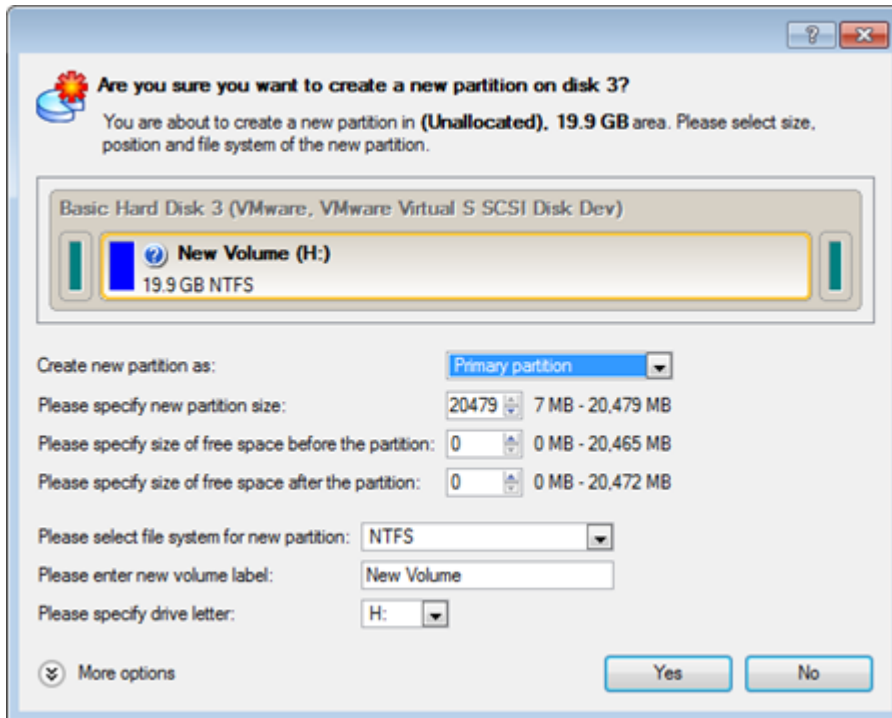 Are you sure you want to create a new partition on disk 3?
You are about to create a new partition in (Unallocated), 19.9 GB area. Please select size,
position and file system of the new partition.
Basic Hard Disk 3 (VMware, VMware Virtual S SCSI Disk Dev)
New Volume (H:)
19.9 GB NTFS
Create new partition as: Primary partition
Please specify new partition size: 20479 7 MB - 20,479 MB
Please specify size of free space before the partition: 0 0 MB - 20,465 MB
Please specify size of free space after the partition: 0 0 MB - 20,472 MB
Please select file system for new partition: NTFS
Please enter new volume label: New Volume
Please specify drive letter: H:
More options Yes No